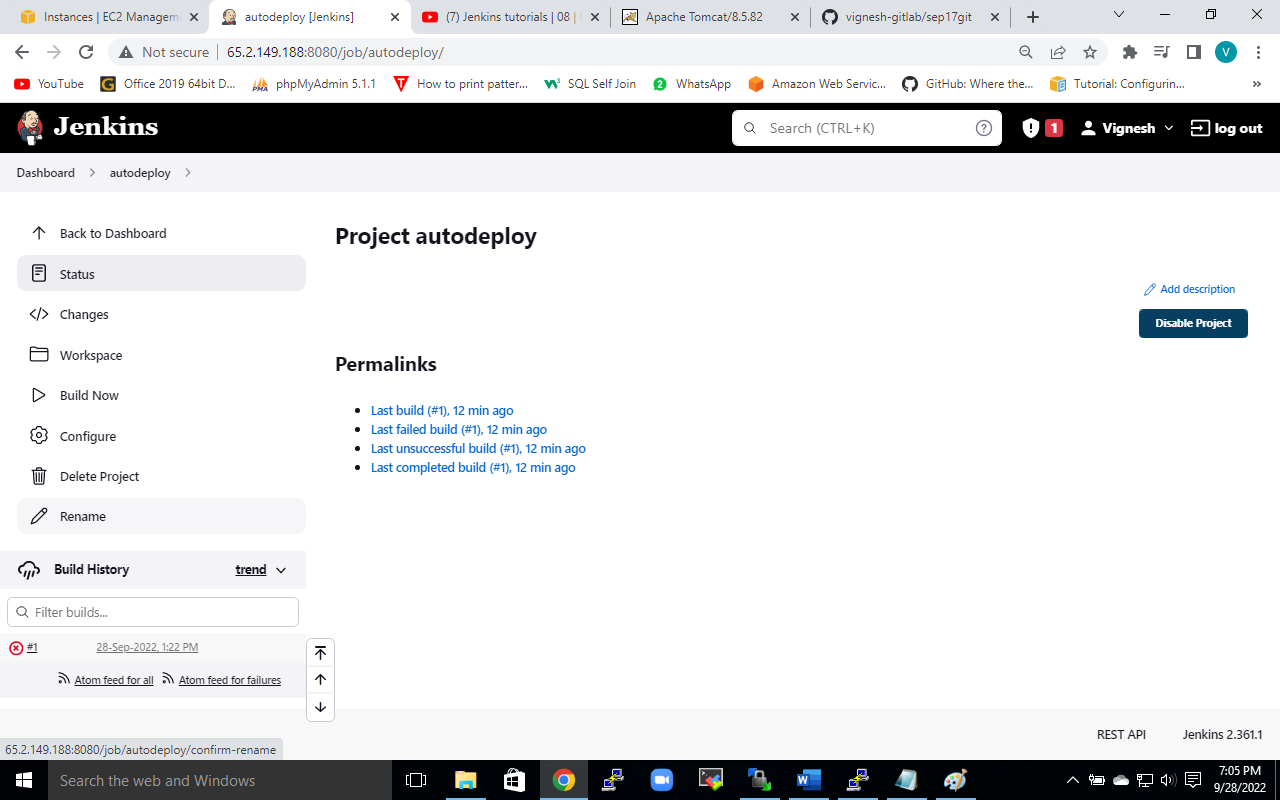 Instances | EC2 Managem
autodeploy [Jenkins]
(7) Jenkins tutorials | 08 |
Apache Tomcat/8.5.82
vignesh-gitlab/sep17git
Not secure
65.2.149.188:8080/job/autodeploy/
V
YouTube
Office 2019 64bit D...
phpMyAdmin 5.1.1
How to print patter...
SQL Self Join
WhatsApp
Amazon Web Servic...
GitHub: Where the...
Tutorial: Configurin...
»
Jenkins
Search (CTRL+K)
1
Vignesh
log out
Dashboard
autodeploy
Back to Dashboard
Status
Changes
Workspace
Build Now
Configure
Delete Project
Rename
Project autodeploy
Add description
Disable Project
Permalinks
Last build (#1), 12 min ago
Last failed build (#1), 12 min ago
Last unsuccessful build (#1), 12 min ago
Last completed build (#1), 12 min ago
Build History
trend
Filter builds...
#1
28-Sep-2022, 1:22 PM
Atom feed for all
Atom feed for failures
REST API
Jenkins 2.361.1
65.2.149.188:8080/job/autodeploy/confirm-rename
Search the web and Windows
7:05 PM
9/28/2022